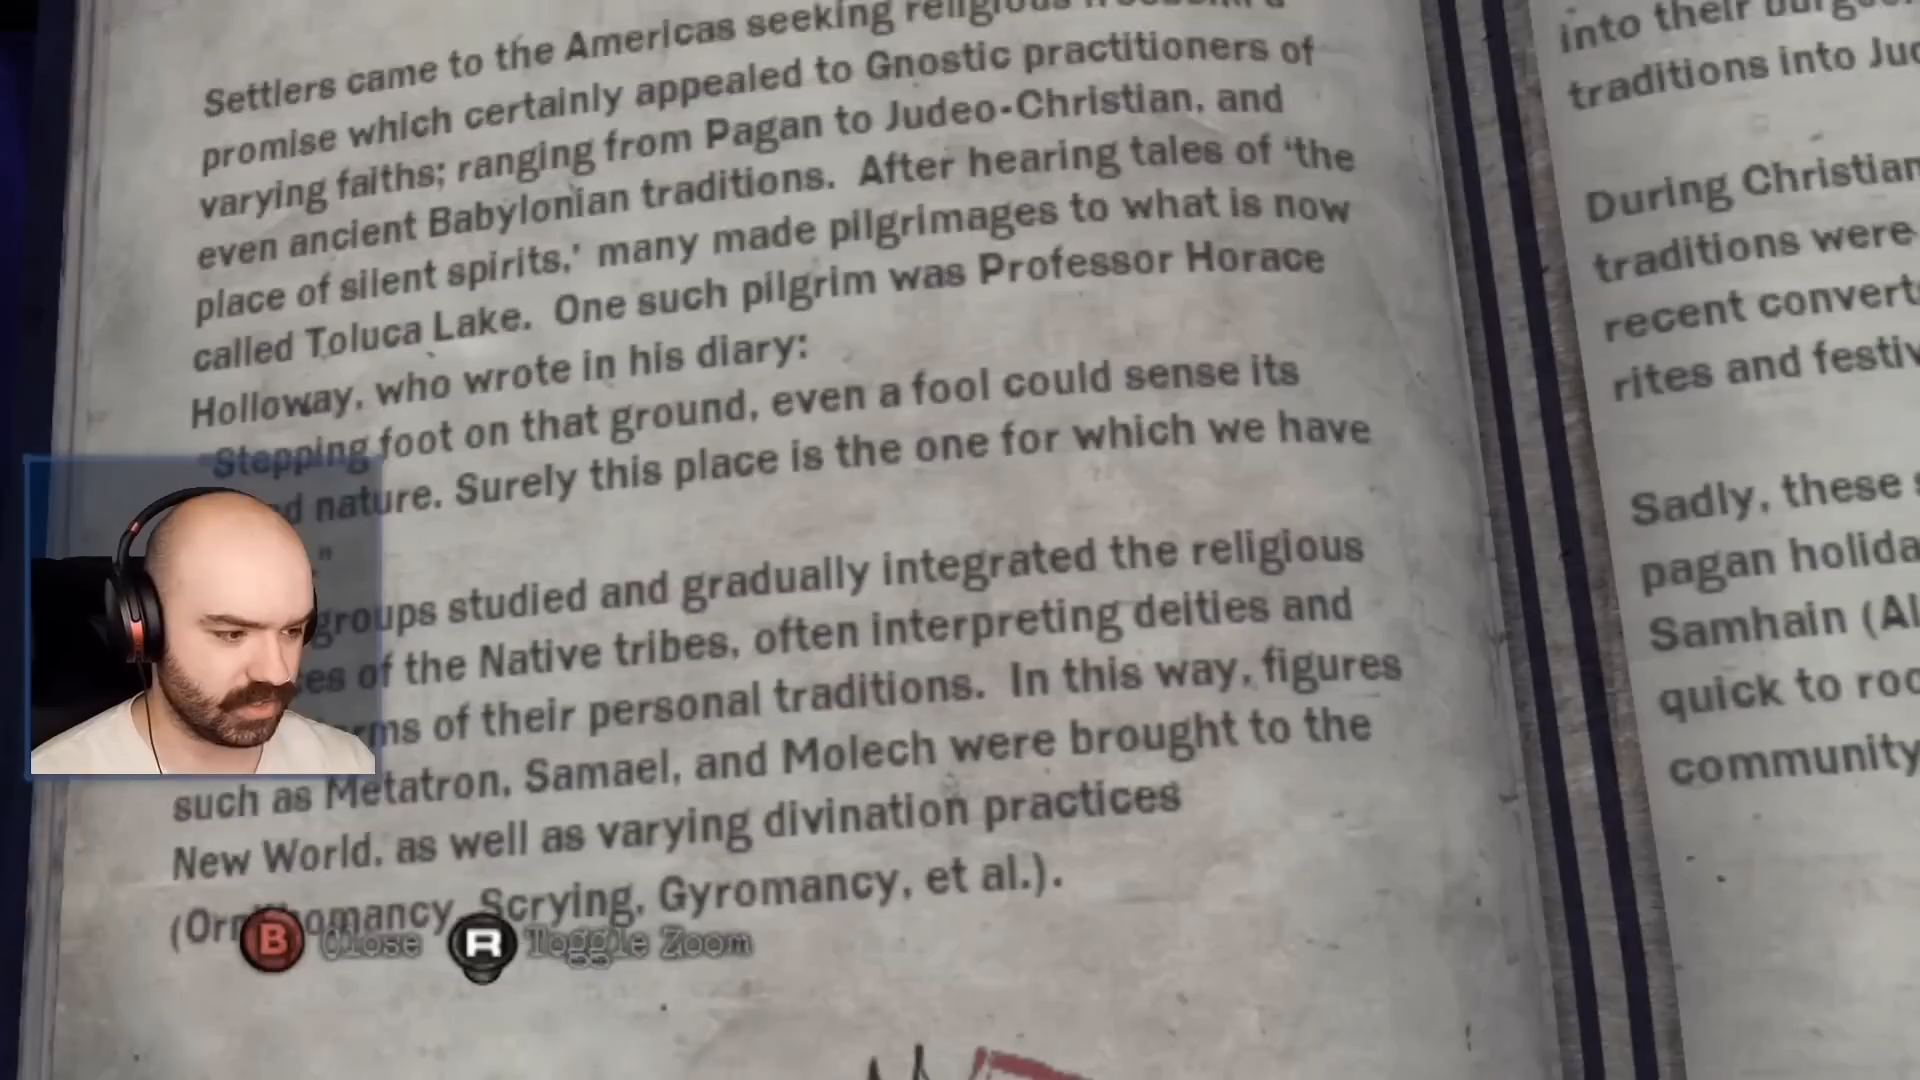 Settlers came to the Americas seeking religious
promise which certainly appealed to Gnostic practitioners of
varying faiths; ranging from Pagan to Judeo-Christian, and
even ancient Babylonian traditions. After hearing tales of 'the
place of silent spirits,' many made pilgrimages to what is now
called Toluca Lake. One such pilgrim was Professor Horace
Holloway, who wrote in his diary:
"Stepping foot on that ground, even a fool could sense its
nature. Surely this place is the one for which we have
"
groups studied and gradually integrated the religious
of the Native tribes, often interpreting deities and
of their personal traditions. In this way, figures
such as Metatron, Samael, and Molech were brought to the
New World, as well as varying divination practices
Scrying, Gyromancy, et al.).
into their
traditions into
During Christian
traditions were
recent
rites and
Sadly, these
pagan
Samhain
quick to
community
B Close R Toggle Zoom